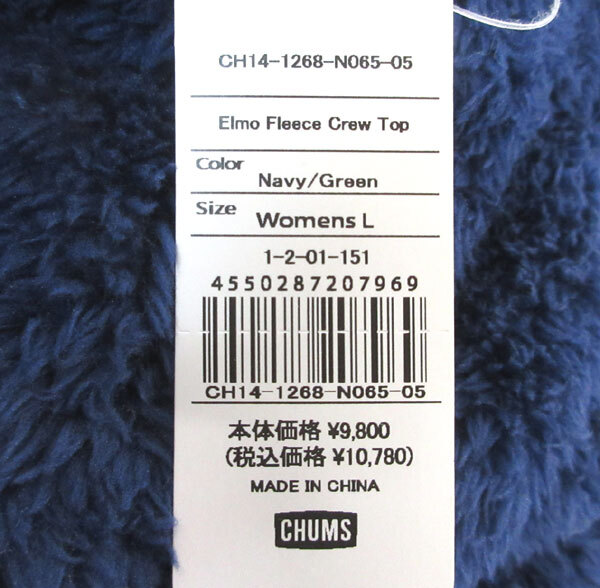 CH14-1268-N065-05
Elmo Fleece Crew Top
Color
Navy/Green
Size
Womens L
1-2-01-151
4550287207969
CH14-1268-N065-05
本体価格 ¥9,800
(税込価格 ¥10,780)
MADE IN CHINA
CHUMS